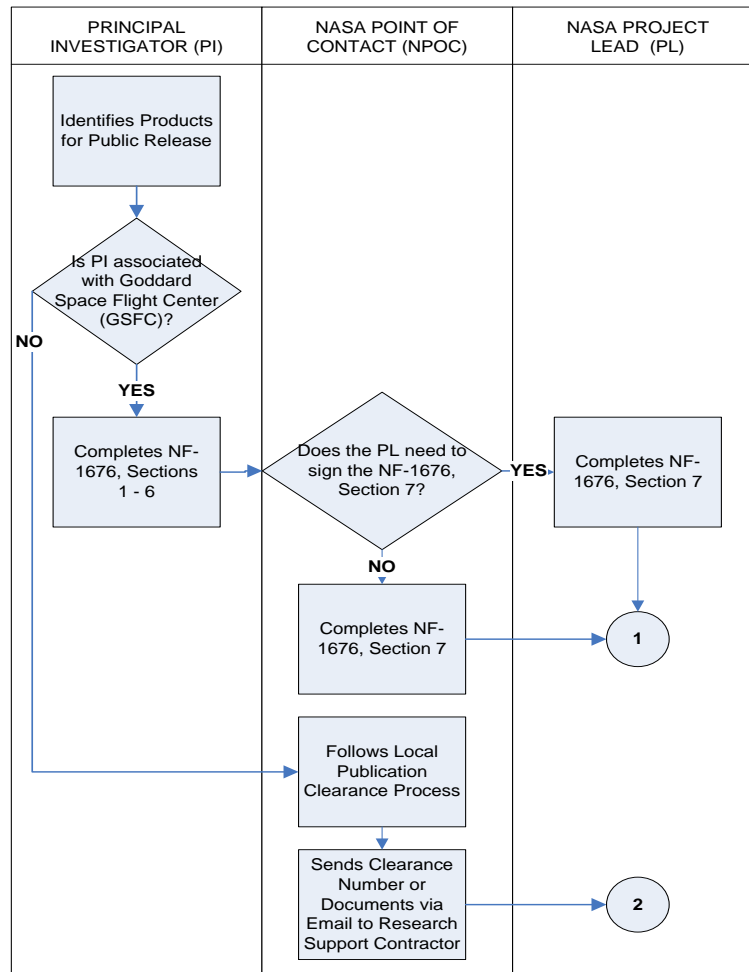 PRINCIPAL
INVESTIGATOR (PI)
NASA POINT OF
CONTACT (NPOC)
NASA PROJECT
LEAD (PL)
Identifies Products
for Public Release
Is PI associated
with Goddard
Space Flight Center
(GSFC)?
NO
YES
Completes NF-
1676, Sections
1 - 6
Does the PL need to
sign the NF-1676,
Section 7?
YES
Completes NF-
1676, Section 7
NO
Completes NF-
1676, Section 7
1
Follows Local
Publication
Clearance Process
Sends Clearance
Number or
Documents via
Email to Research
Support Contractor
2